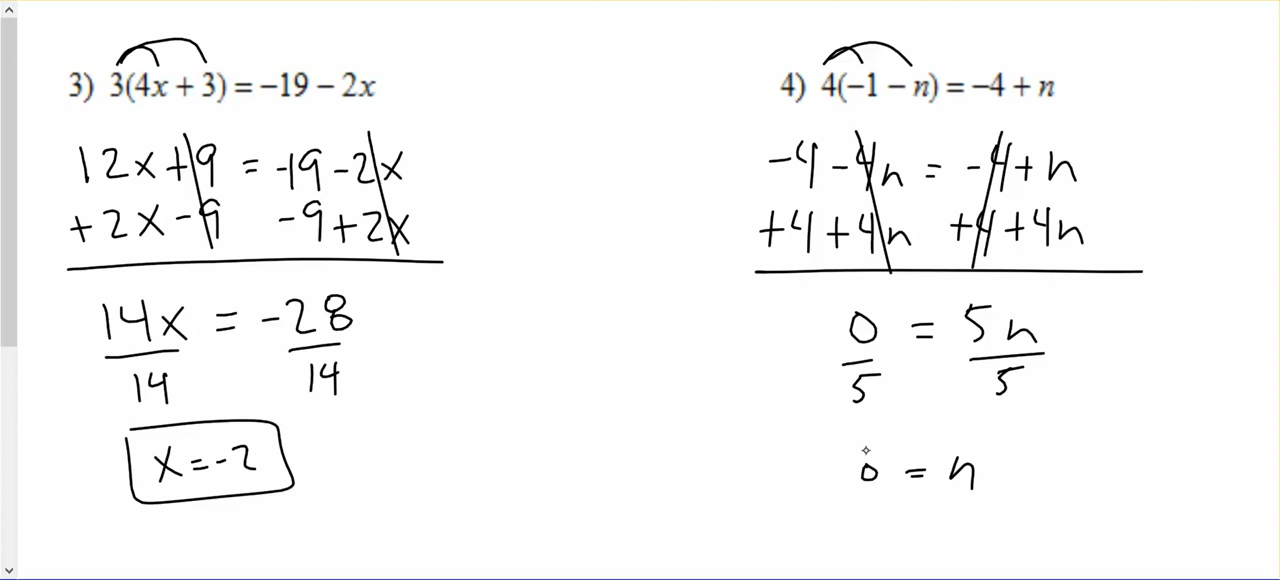 3) 3(4x + 3) = −19 − 2x
12x + 9 = -19 - 2x
+2x - 9 -9 + 2x
14x = -28
14 14
x = -2
4) 4(−1 − n) = −4 + n
-4 - 4n = -4 + n
+4 + 4n +4 + 4n
0 = 5n
5 5
0 = n